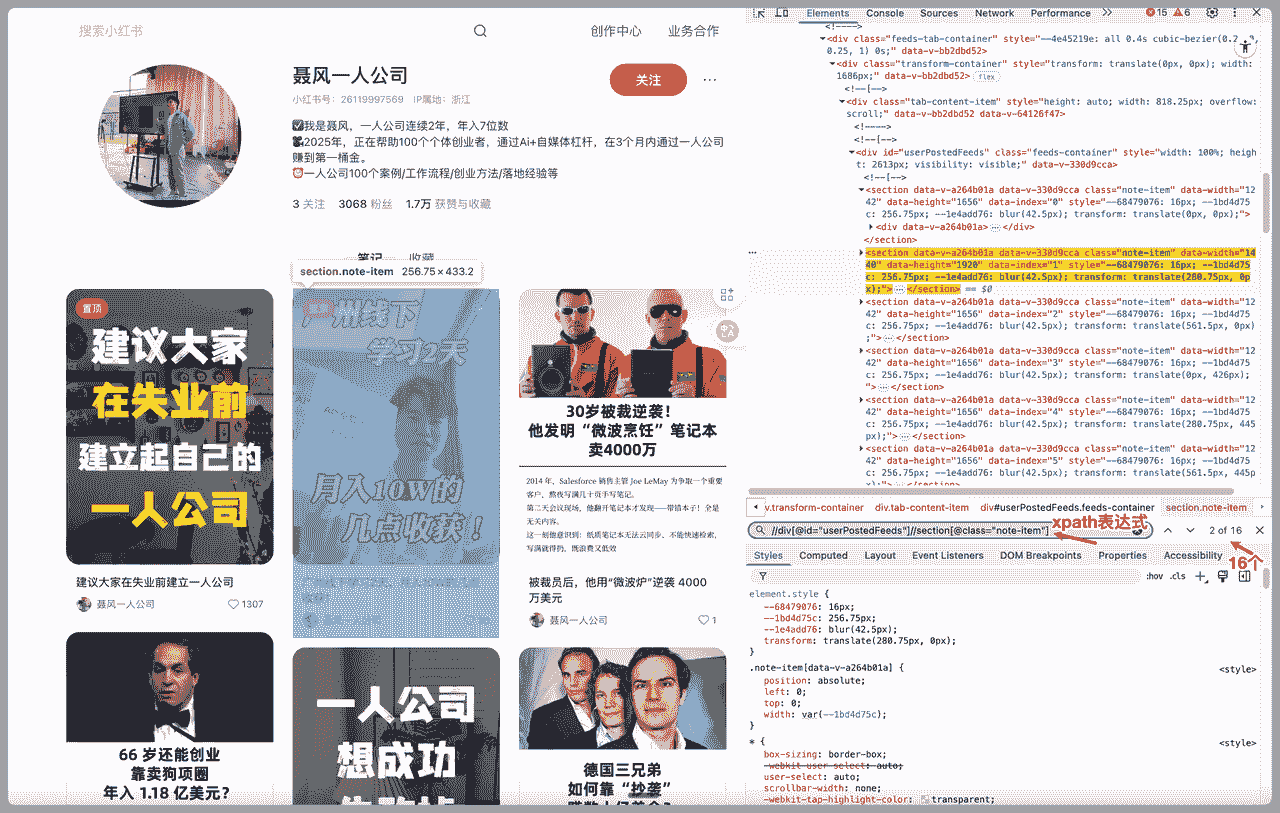 搜索小红书
创作中心
业务合作
聂风一人公司
关注
小红书号：26119997569 IP属地：浙江
我是聂风，一人公司连续2年，年入7位数
2025年，正在帮助100个个体创业者，通过Ai+自媒体杠杆，在3个月内通过一人公司
赚到第一桶金。
一人公司100个案例/工作流程/创业方法/落地经验等
3 关注 3068 粉丝 1.7万 获赞与收藏
笔记 收藏
section.note-item 256.75 × 433.2
置顶
建议大家
在失业前
建立起自己的
一人公司
建议大家在失业前建立一人公司
聂风一人公司
1307
州线下
学习2天
月入10W的
几点收获！
30岁被裁逆袭！
他发明“微波烹饪”笔记本
卖4000万
2014 年，Salesforce 销售主管 Joe LeMay 为争取一个重要
客户，熬夜写满几十页手写笔记。
第二天会议现场，他翻开笔记本才发现——带错本子！全是
无关内容。
这一刻他意识到：纸质笔记本无法云同步、不能快速检索，
写满就得扔，既浪费又低效
被裁员后，他用“微波炉”逆袭 4000
万美元
聂风一人公司
1
66 岁还能创业
靠卖狗项圈
年入 1.18 亿美元？
一人公司
想成功
德国三兄弟
如何靠“抄袭”
Elements Console Sources Network Performance 15 6
<!---->
<div class="feeds-tab-container" style="--4e45219e: all 0.4s cubic-bezier(0.2
0.25, 1) 0s;" data-v-bb2dbd52>
<div class="transform-container" style="transform: translate(0px, 0px); width:
1686px;" data-v-bb2dbd52> flex
<!--[-->
<div class="tab-content-item" style="height: auto; width: 818.25px; overflow:
scroll;" data-v-bb2dbd52 data-v-64126f47>
<!---->
<!--[-->
<div id="userPostedFeeds" class="feeds-container" style="width: 100%; heigh
t: 2613px; visibility: visible;" data-v-330d9cca>
<!--[-->
<section data-v-a264b01a data-v-330d9cca class="note-item" data-width="12
42" data-height="1656" data-index="0" style="--68479076: 16px; --1bd4d75
c: 256.75px; --1e4add76: blur(42.5px); transform: translate(0px, 0px);">
<div data-v-a264b01a>…</div>
</section>
<section data-v-a264b01a data-v-330d9cca class="note-item" data-width="14
40" data-height="1920" data-index="1" style="--68479076: 16px; --1bd4d75
c: 256.75px; --1e4add76: blur(42.5px); transform: translate(280.75px, 0p
x);">…</section> == $0
<section data-v-a264b01a data-v-330d9cca class="note-item" data-width="12
42" data-height="1656" data-index="2" style="--68479076: 16px; --1bd4d75
c: 256.75px; --1e4add76: blur(42.5px); transform: translate(561.5px, 0px)
;">…</section>
<section data-v-a264b01a data-v-330d9cca class="note-item" data-width="12
42" data-height="1656" data-index="3" style="--68479076: 16px; --1bd4d75
c: 256.75px; --1e4add76: blur(42.5px); transform: translate(0px, 426px);
">…</section>
<section data-v-a264b01a data-v-330d9cca class="note-item" data-width="12
42" data-height="1656" data-index="4" style="--68479076: 16px; --1bd4d75
c: 256.75px; --1e4add76: blur(42.5px); transform: translate(280.75px, 445
px);">…</section>
<section data-v-a264b01a data-v-330d9cca class="note-item" data-width="12
42" data-height="1656" data-index="5" style="--68479076: 16px; --1bd4d75
c: 256.75px; --1e4add76: blur(42.5px); transform: translate(561.5px, 445p
x);">…</section>
v.transform-container div.tab-content-item div#userPostedFeeds.feeds-container section.note-item
xpath表达式
//div[@id="userPostedFeeds"]//section[@class="note-item"]
2 of 16
16个
Styles Computed Layout Event Listeners DOM Breakpoints Properties Accessibility
:hov .cls
element.style {
--68479076: 16px;
--1bd4d75c: 256.75px;
--1e4add76: blur(42.5px);
transform: translate(280.75px, 0px);
}
.note-item[data-v-a264b01a] { <style>
position: absolute;
left: 0;
top: 0;
width: var(--1bd4d75c);
}
* { <style>
box-sizing: border-box;
-webkit-user-select: auto;
user-select: auto;
scrollbar-width: none;
-webkit-tap-highlight-color: transparent;